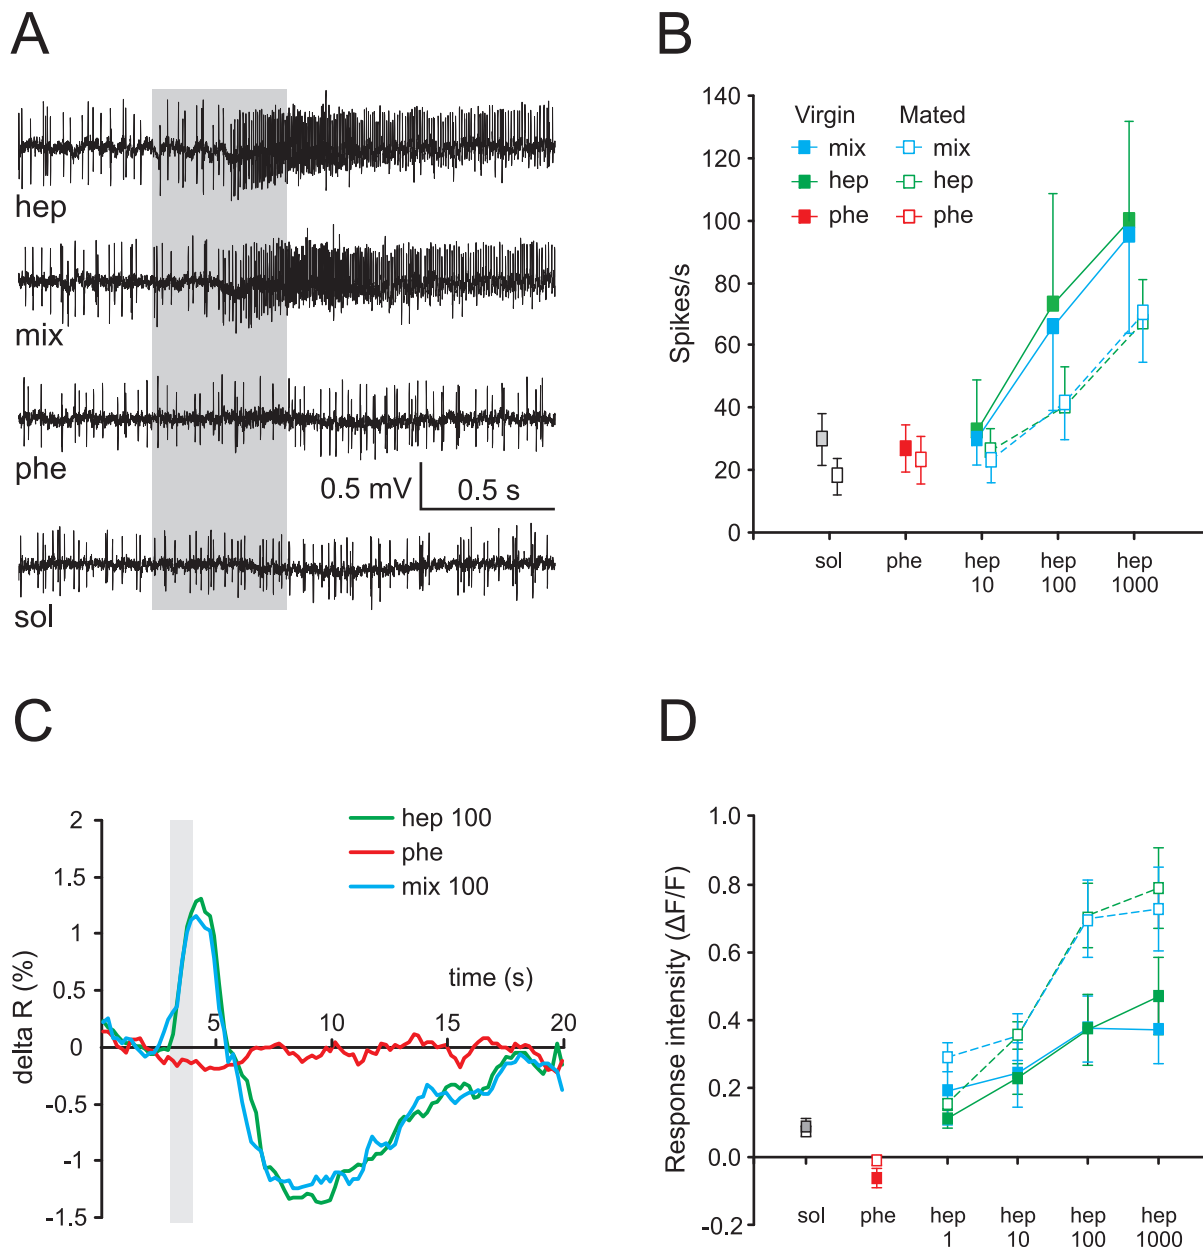 A
hep
mix
phe
0.5 mV
0.5 s
sol
B
Spikes/s
140
120
100
80
60
40
20
0
Virgin Mated
mix mix
hep hep
phe phe
sol phe hep hep hep
10 100 1000
C
delta R (%)
2
1.5
1
0.5
0
-0.5
-1
-1.5
hep 100
phe
mix 100
time (s)
5 10 15 20
D
Response intensity (ΔF/F)
1.0
0.8
0.6
0.4
0.2
0.0
-0.2
sol phe hep hep hep hep
1 10 100 1000